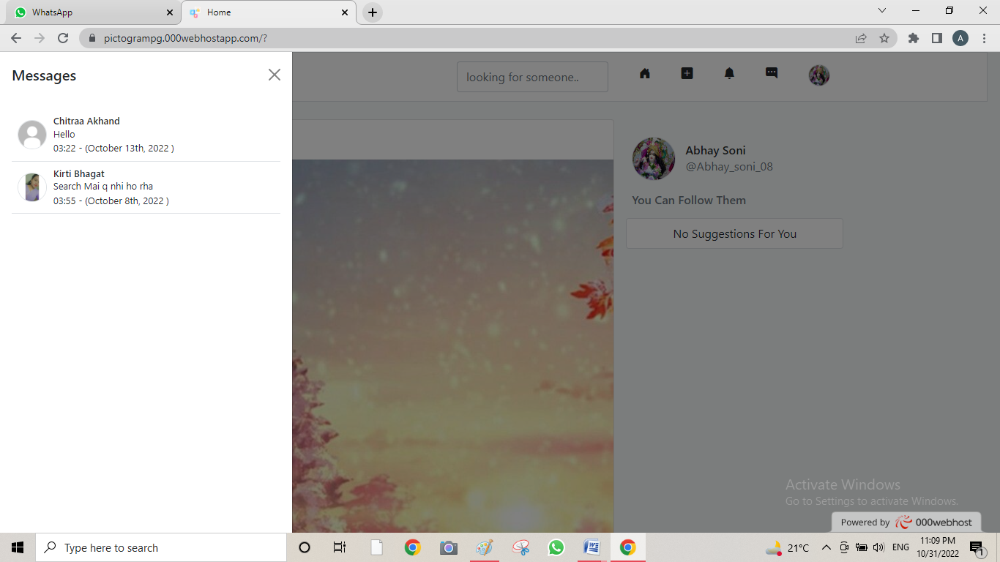 WhatsApp
Home
pictogrampg.000webhostapp.com/?
A
Messages
looking for someone..
Chitraa Akhand
Hello
03:22 - (October 13th, 2022 )
Kirti Bhagat
Search Mai q nhi ho rha
03:55 - (October 8th, 2022 )
Abhay Soni
@Abhay_soni_08
You Can Follow Them
No Suggestions For You
Activate Windows
Go to Settings to activate Windows.
Powered by 000webhost
Type here to search
21°C
ENG
11:09 PM
10/31/2022
1